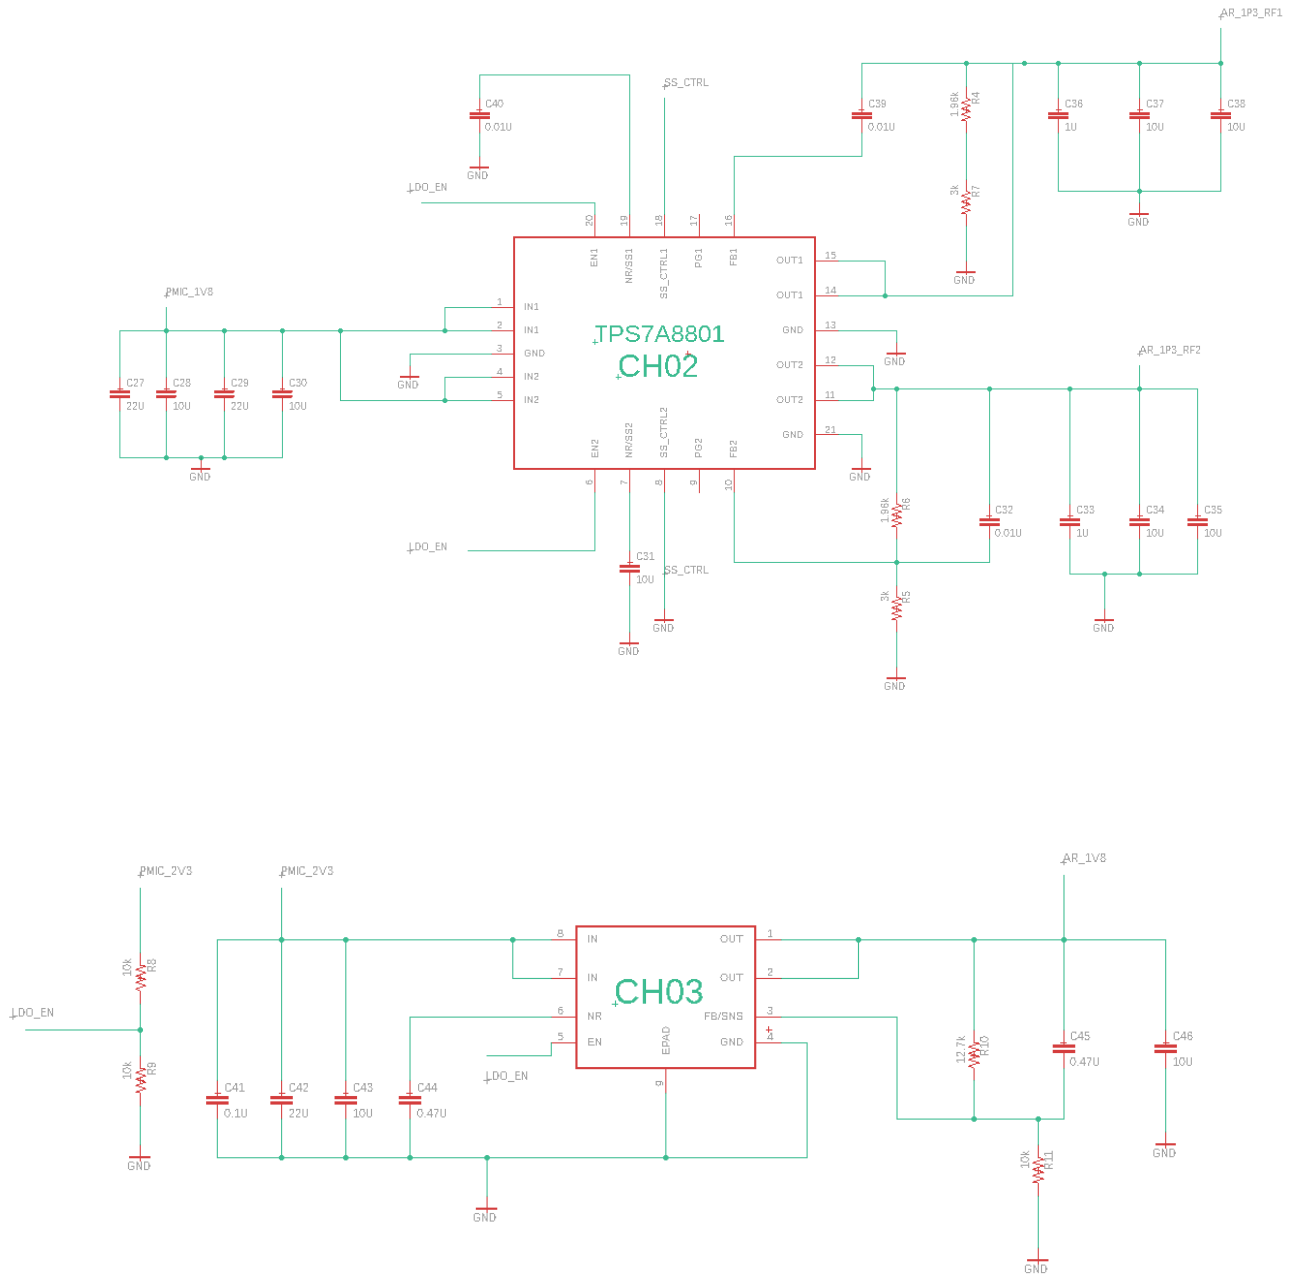 AR_1P3_RF1
C40
0.01U
SS_CTRL
C39
0.01U
1.96k
R4
C36
1U
C37
10U
C38
10U
GND
LDO_EN
3k
R7
GND
GND
20
19
18
17
16
EN1
NR/SS1
SS_CTRL1
PG1
FB1
PMIC_1V8
1
IN1
2
IN1
3
GND
4
IN2
5
IN2
GND
TPS7A8801
CH02
OUT1
15
OUT1
14
GND
13
OUT2
12
OUT2
11
GND
21
GND
GND
AR_1P3_RF2
C27
22U
C28
10U
C29
22U
C30
10U
GND
EN2
NR/SS2
SS_CTRL2
PG2
FB2
6
7
8
9
10
LDO_EN
C31
10U
SS_CTRL
GND
GND
1.96k
R6
C32
0.01U
C33
1U
C34
10U
C35
10U
3k
R5
GND
GND
PMIC_2V3
PMIC_2V3
AR_1V8
10k
R8
LDO_EN
10k
R9
GND
8
IN
7
IN
6
NR
5
EN
CH03
EPAD
9
OUT
1
OUT
2
FB/SNS
3
GND
4
LDO_EN
C41
0.1U
C42
22U
C43
10U
C44
0.47U
GND
12.7k
R10
C45
0.47U
C46
10U
GND
10k
R11
GND